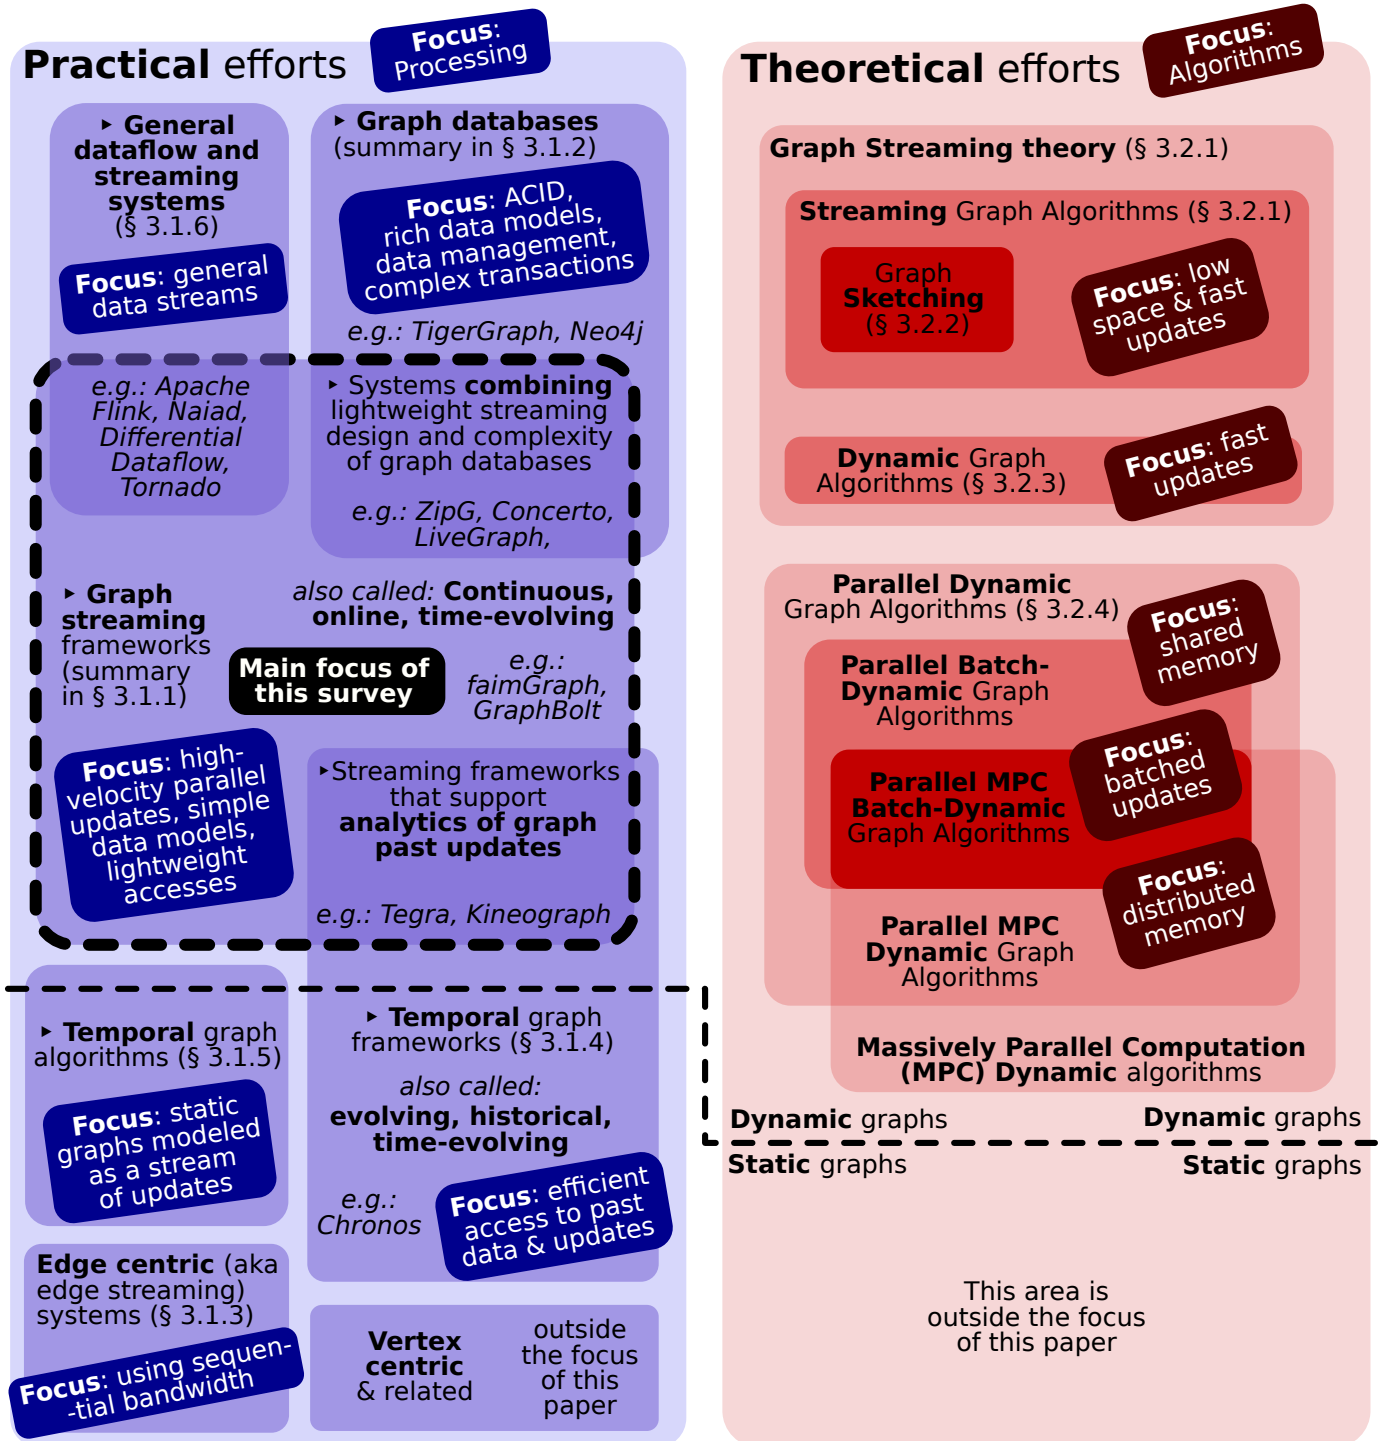 Practical efforts
Focus:
Processing
‣ General
dataflow and
streaming
systems
(§ 3.1.6)
Focus: general
data streams
e.g.: Apache
Flink, Naiad,
Differential
Dataflow,
Tornado
‣ Graph databases
(summary in § 3.1.2)
Focus: ACID,
rich data models,
data management,
complex transactions
e.g.: TigerGraph, Neo4j
‣ Systems combining
lightweight streaming
design and complexity
of graph databases
e.g.: ZipG, Concerto,
LiveGraph,
‣ Graph
streaming
frameworks
(summary
in § 3.1.1)
also called: Continuous,
online, time-evolving
Main focus of
this survey
e.g.:
faimGraph,
GraphBolt
Focus: high-
velocity parallel
updates, simple
data models,
lightweight
accesses
‣Streaming frameworks
that support
analytics of graph
past updates
e.g.: Tegra, Kineograph
‣ Temporal graph
algorithms (§ 3.1.5)
Focus: static
graphs modeled
as a stream
of updates
‣ Temporal graph
frameworks (§ 3.1.4)
also called:
evolving, historical,
time-evolving
e.g.:
Chronos
Focus: efficient
access to past
data & updates
Edge centric (aka
edge streaming)
systems (§ 3.1.3)
Focus: using sequen-
-tial bandwidth
Vertex
centric
& related
outside
the focus
of this
paper
Theoretical efforts
Focus:
Algorithms
Graph Streaming theory (§ 3.2.1)
Streaming Graph Algorithms (§ 3.2.1)
Graph
Sketching
(§ 3.2.2)
Focus: low
space & fast
updates
Dynamic Graph
Algorithms (§ 3.2.3)
Focus: fast
updates
Parallel Dynamic
Graph Algorithms (§ 3.2.4)
Focus:
shared
memory
Parallel Batch-
Dynamic Graph
Algorithms
Focus:
batched
updates
Parallel MPC
Batch-Dynamic
Graph Algorithms
Focus:
distributed
memory
Parallel MPC
Dynamic Graph
Algorithms
Massively Parallel Computation
(MPC) Dynamic algorithms
Dynamic graphs
Dynamic graphs
Static graphs
Static graphs
This area is
outside the focus
of this paper